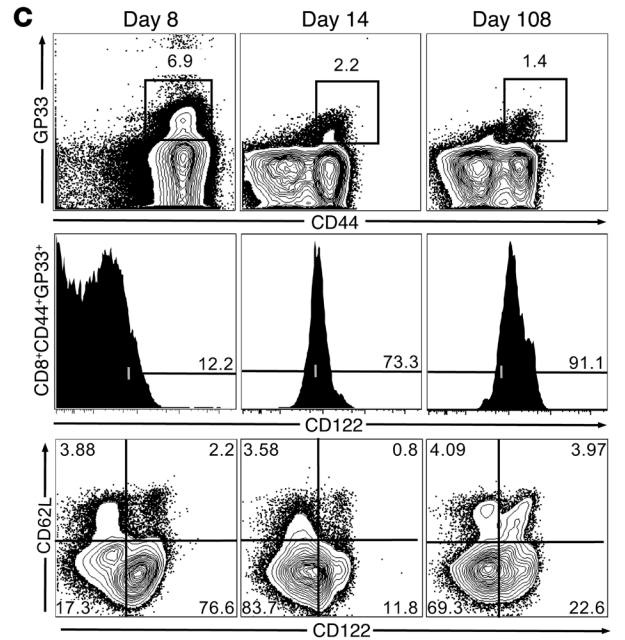 C
Day 8 Day 14 Day 108
GP33
6.9 2.2 1.4
CD44
CD8⁺CD44⁺GP33⁺
12.2 73.3 91.1
CD122
CD62L
3.88 2.2 3.58 0.8 4.09 3.97
17.3 76.6 83.7 11.8 69.3 22.6
CD122